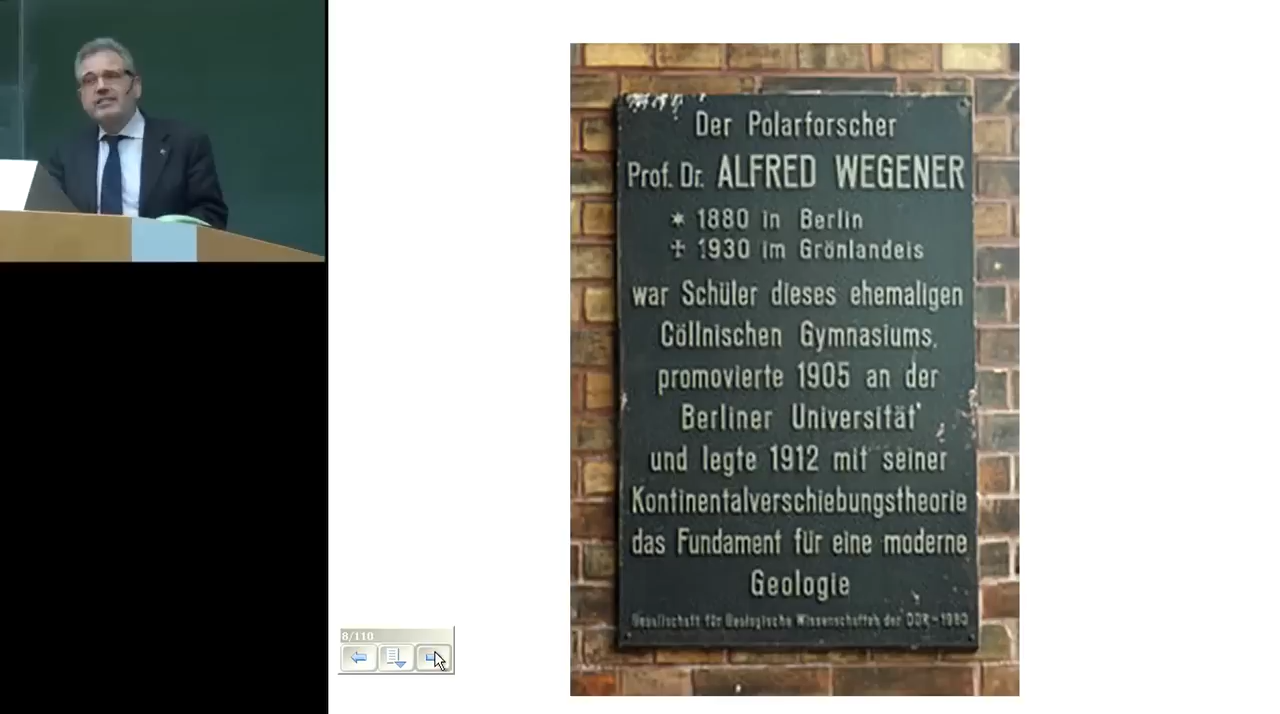 Der Polarforscher
Prof. Dr. ALFRED WEGENER
* 1880 in Berlin
✠ 1930 im Grönlandeis
war Schüler dieses ehemaligen
Cöllnischen Gymnasiums,
promovierte 1905 an der
Berliner Universität
und legte 1912 mit seiner
Kontinentalverschiebungstheorie
das Fundament für eine moderne
Geologie
Gesellschaft für Geologische Wissenschaften der DDR - 1980
8/110